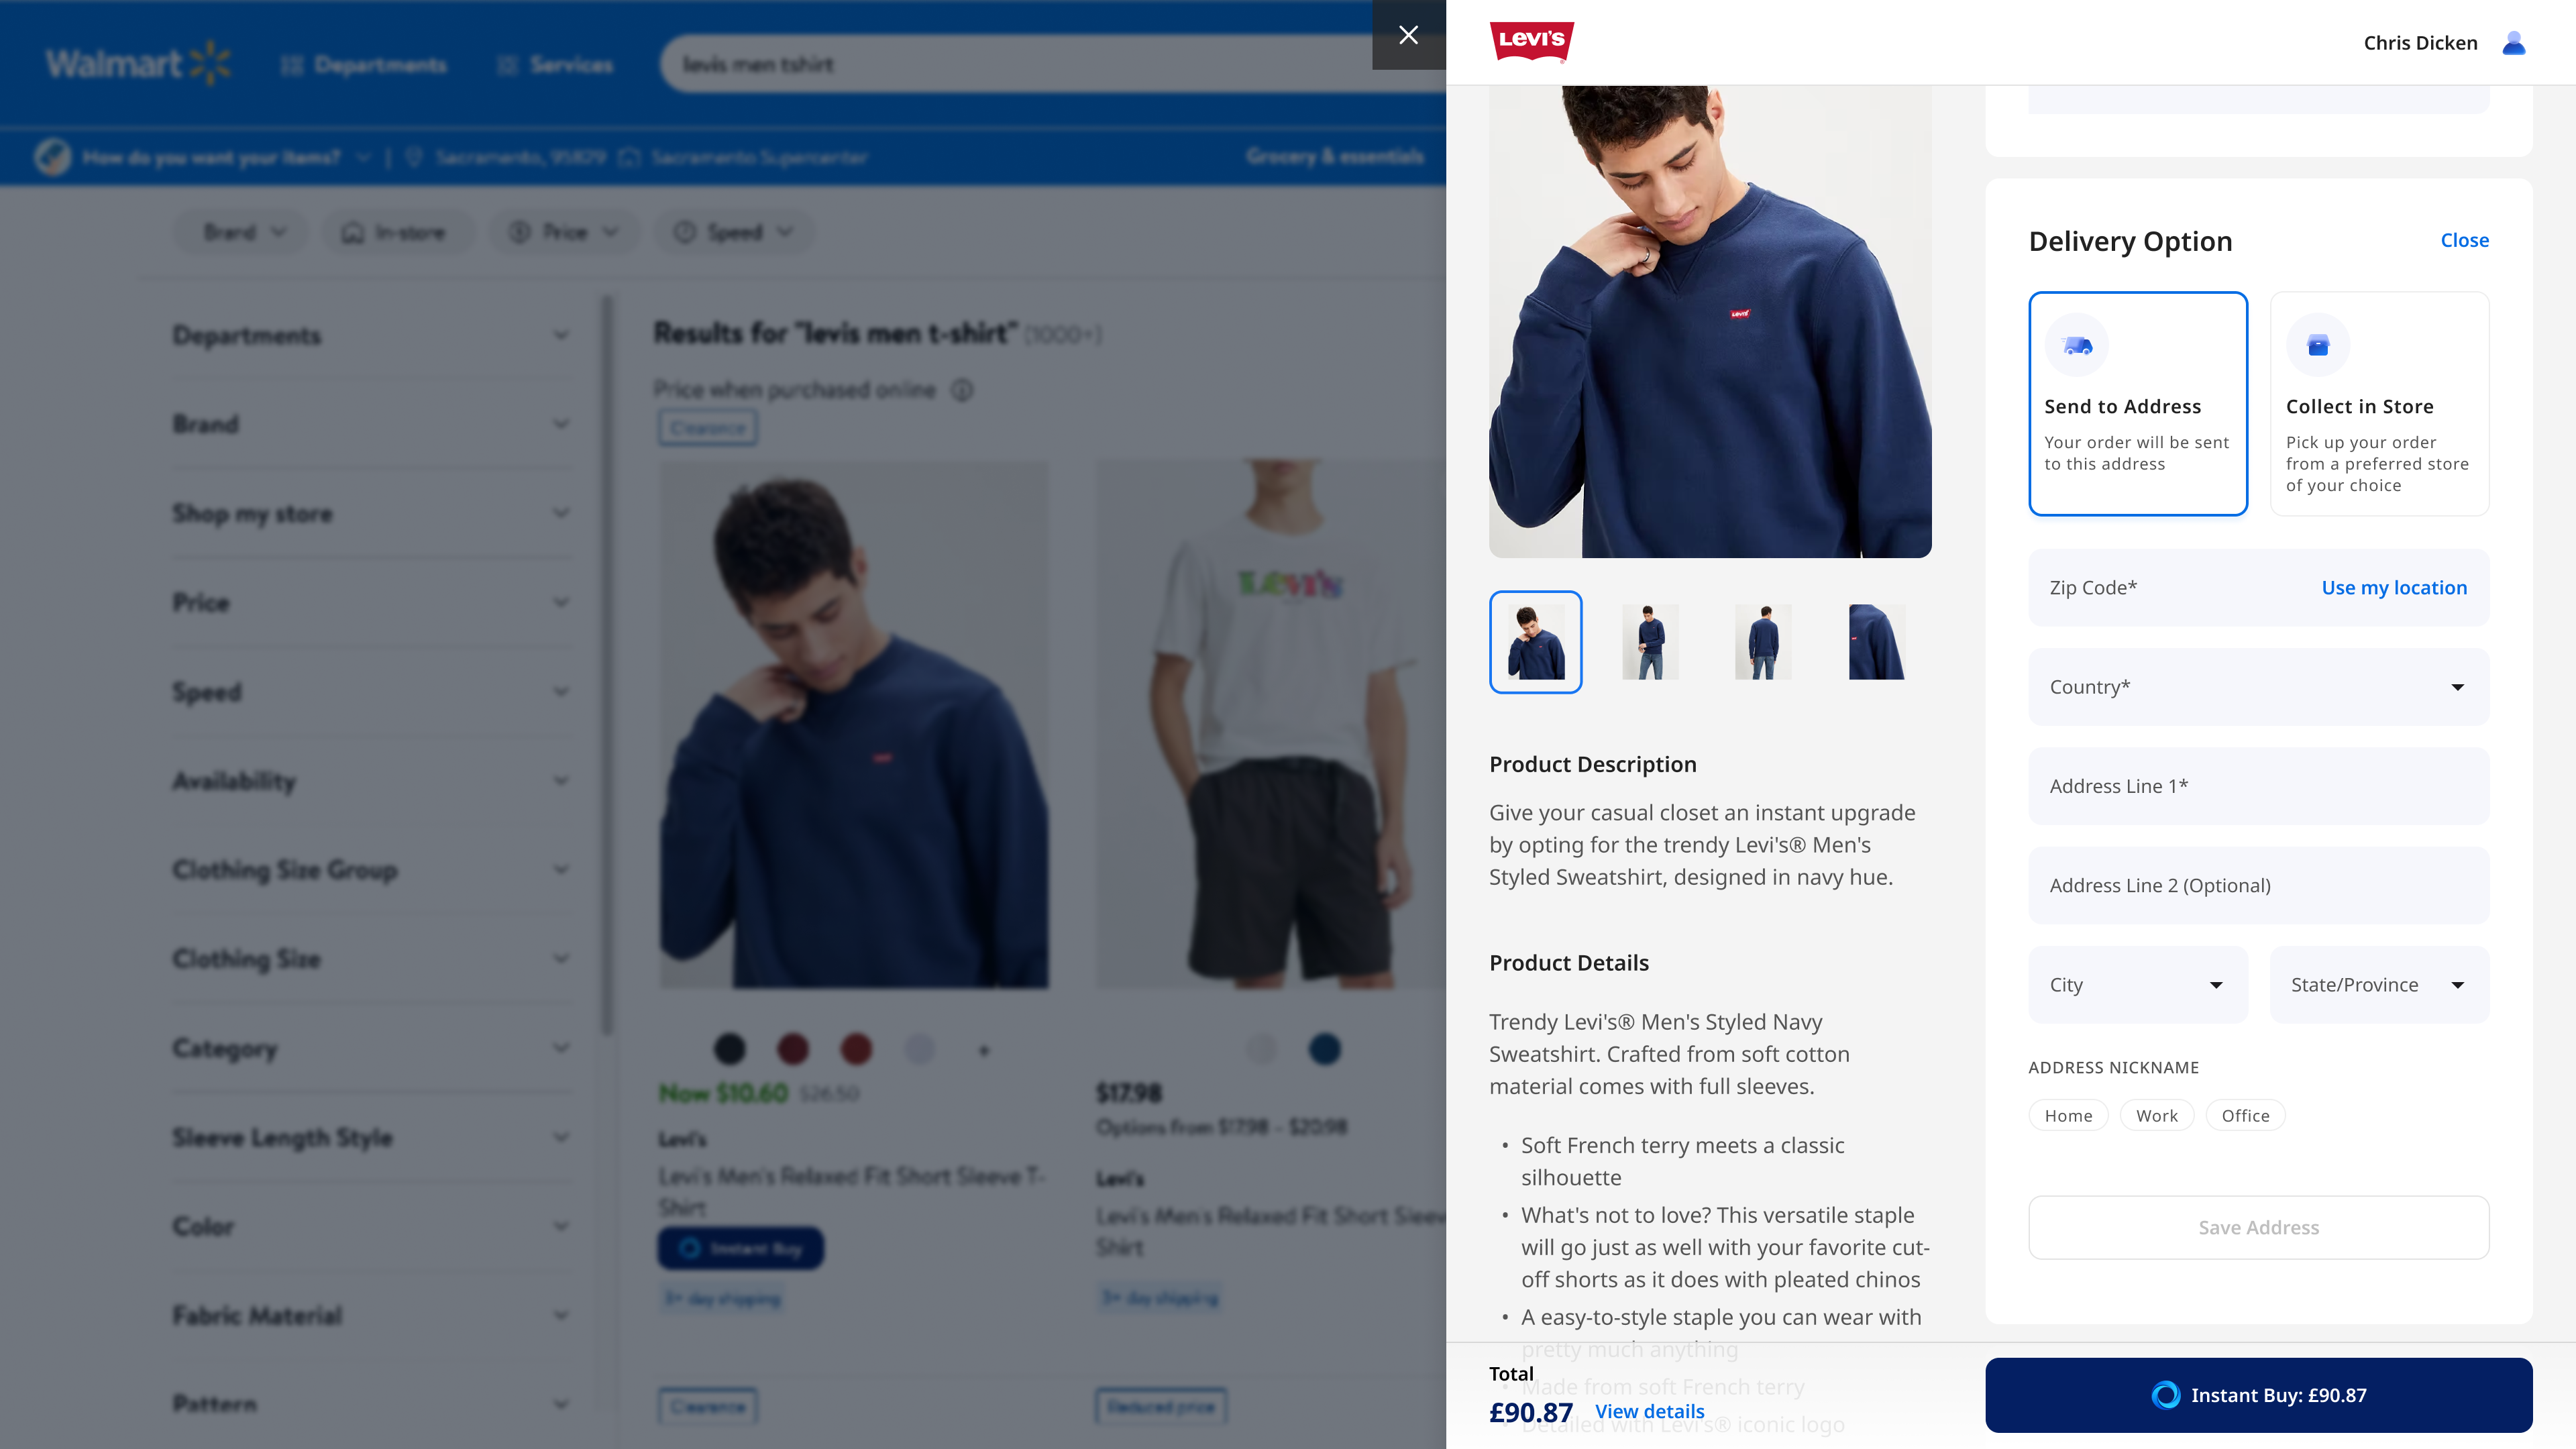 Walmart
Departments
Services
levis men tshirt
How do you want your items?
Sacramento, 95829
Sacramento Supercenter
Grocery & essentials
Brand
In-store
Price
Speed
Departments
Brand
Shop my store
Price
Speed
Availability
Clothing Size Group
Clothing Size
Category
Sleeve Length Style
Color
Fabric Material
Pattern
Results for "levis men t-shirt" (1000+)
Price when purchased online
Clearance
Levi's
+
Now $10.60 $26.50
Levi's
Levi's Men's Relaxed Fit Short Sleeve T-
Shirt
Instant Buy
3+ day shipping
Clearance
$17.98
Options from $17.98 – $20.98
Levi's
Levi's Men's Relaxed Fit Short Sleev
Shirt
3+ day shipping
Reduced price
Levi's
Chris Dicken
Levi's
Product Description
Give your casual closet an instant upgrade
by opting for the trendy Levi's® Men's
Styled Sweatshirt, designed in navy hue.
Product Details
Trendy Levi's® Men's Styled Navy
Sweatshirt. Crafted from soft cotton
material comes with full sleeves.
• Soft French terry meets a classic
silhouette
• What's not to love? This versatile staple
will go just as well with your favorite cut-
off shorts as it does with pleated chinos
• A easy-to-style staple you can wear with
pretty much anything
• Made from soft French terry
• Detailed with Levi's® iconic logo
Total
£90.87
View details
Delivery Option
Close
Send to Address
Your order will be sent
to this address
Collect in Store
Pick up your order
from a preferred store
of your choice
Zip Code*
Use my location
Country*
Address Line 1*
Address Line 2 (Optional)
City
State/Province
ADDRESS NICKNAME
Home
Work
Office
Save Address
Instant Buy: £90.87